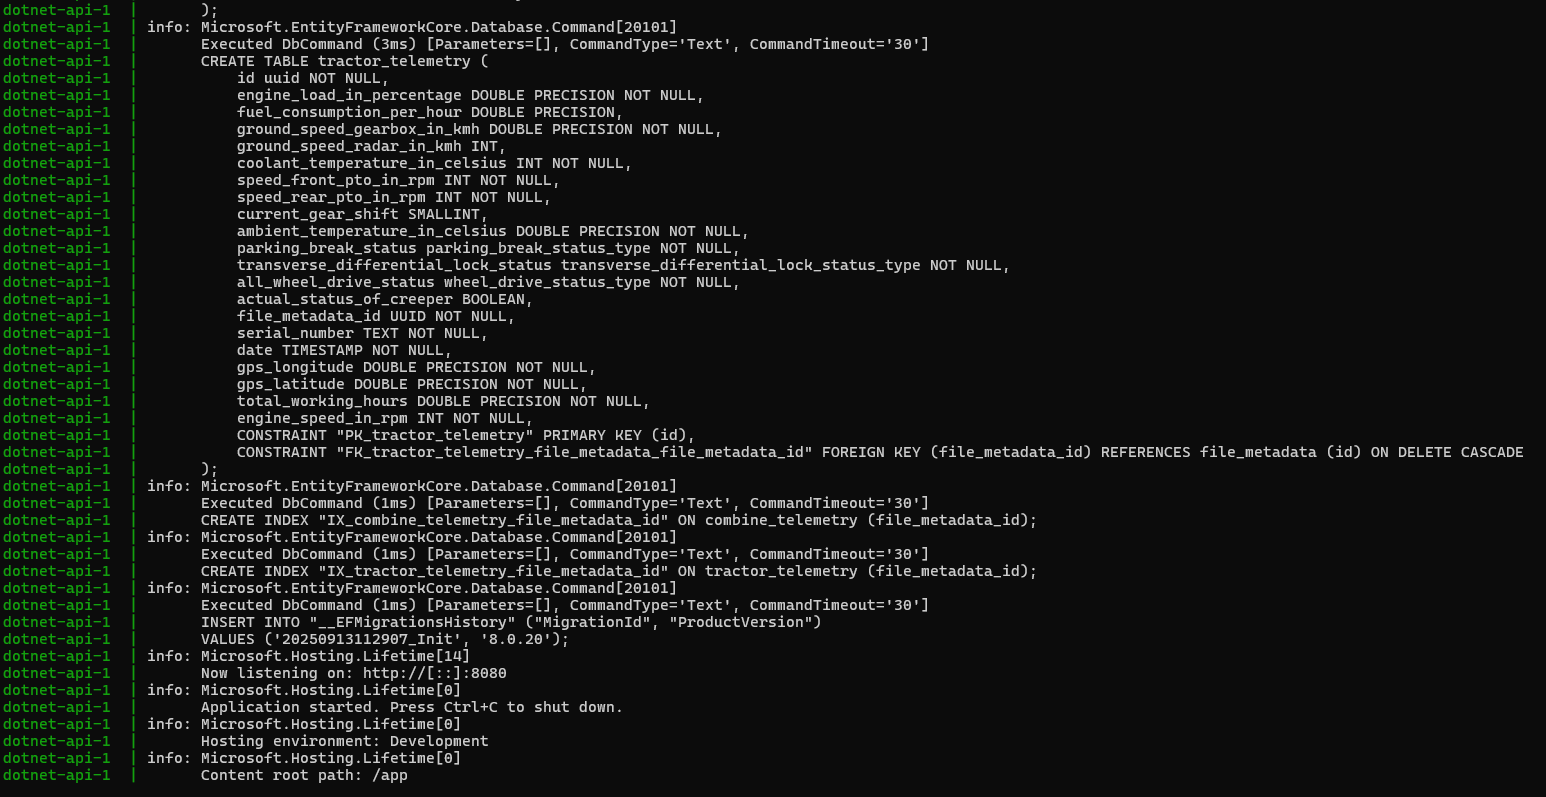 dotnet-api-1  |        );
dotnet-api-1  | info: Microsoft.EntityFrameworkCore.Database.Command[20101]
dotnet-api-1  |       Executed DbCommand (3ms) [Parameters=[], CommandType='Text', CommandTimeout='30']
dotnet-api-1  |       CREATE TABLE tractor_telemetry (
dotnet-api-1  |           id uuid NOT NULL,
dotnet-api-1  |           engine_load_in_percentage DOUBLE PRECISION NOT NULL,
dotnet-api-1  |           fuel_consumption_per_hour DOUBLE PRECISION,
dotnet-api-1  |           ground_speed_gearbox_in_kmh DOUBLE PRECISION NOT NULL,
dotnet-api-1  |           ground_speed_radar_in_kmh INT,
dotnet-api-1  |           coolant_temperature_in_celsius INT NOT NULL,
dotnet-api-1  |           speed_front_pto_in_rpm INT NOT NULL,
dotnet-api-1  |           speed_rear_pto_in_rpm INT NOT NULL,
dotnet-api-1  |           current_gear_shift SMALLINT,
dotnet-api-1  |           ambient_temperature_in_celsius DOUBLE PRECISION NOT NULL,
dotnet-api-1  |           parking_break_status parking_break_status_type NOT NULL,
dotnet-api-1  |           transverse_differential_lock_status transverse_differential_lock_status_type NOT NULL,
dotnet-api-1  |           all_wheel_drive_status wheel_drive_status_type NOT NULL,
dotnet-api-1  |           actual_status_of_creeper BOOLEAN,
dotnet-api-1  |           file_metadata_id UUID NOT NULL,
dotnet-api-1  |           serial_number TEXT NOT NULL,
dotnet-api-1  |           date TIMESTAMP NOT NULL,
dotnet-api-1  |           gps_longitude DOUBLE PRECISION NOT NULL,
dotnet-api-1  |           gps_latitude DOUBLE PRECISION NOT NULL,
dotnet-api-1  |           total_working_hours DOUBLE PRECISION NOT NULL,
dotnet-api-1  |           engine_speed_in_rpm INT NOT NULL,
dotnet-api-1  |           CONSTRAINT "PK_tractor_telemetry" PRIMARY KEY (id),
dotnet-api-1  |           CONSTRAINT "FK_tractor_telemetry_file_metadata_file_metadata_id" FOREIGN KEY (file_metadata_id) REFERENCES file_metadata (id) ON DELETE CASCADE
dotnet-api-1  |       );
dotnet-api-1  | info: Microsoft.EntityFrameworkCore.Database.Command[20101]
dotnet-api-1  |       Executed DbCommand (1ms) [Parameters=[], CommandType='Text', CommandTimeout='30']
dotnet-api-1  |       CREATE INDEX "IX_combine_telemetry_file_metadata_id" ON combine_telemetry (file_metadata_id);
dotnet-api-1  | info: Microsoft.EntityFrameworkCore.Database.Command[20101]
dotnet-api-1  |       Executed DbCommand (1ms) [Parameters=[], CommandType='Text', CommandTimeout='30']
dotnet-api-1  |       CREATE INDEX "IX_tractor_telemetry_file_metadata_id" ON tractor_telemetry (file_metadata_id);
dotnet-api-1  | info: Microsoft.EntityFrameworkCore.Database.Command[20101]
dotnet-api-1  |       Executed DbCommand (1ms) [Parameters=[], CommandType='Text', CommandTimeout='30']
dotnet-api-1  |       INSERT INTO "__EFMigrationsHistory" ("MigrationId", "ProductVersion")
dotnet-api-1  |       VALUES ('20250913112907_Init', '8.0.20');
dotnet-api-1  | info: Microsoft.Hosting.Lifetime[14]
dotnet-api-1  |       Now listening on: http://[::]:8080
dotnet-api-1  | info: Microsoft.Hosting.Lifetime[0]
dotnet-api-1  |       Application started. Press Ctrl+C to shut down.
dotnet-api-1  | info: Microsoft.Hosting.Lifetime[0]
dotnet-api-1  |       Hosting environment: Development
dotnet-api-1  | info: Microsoft.Hosting.Lifetime[0]
dotnet-api-1  |       Content root path: /app